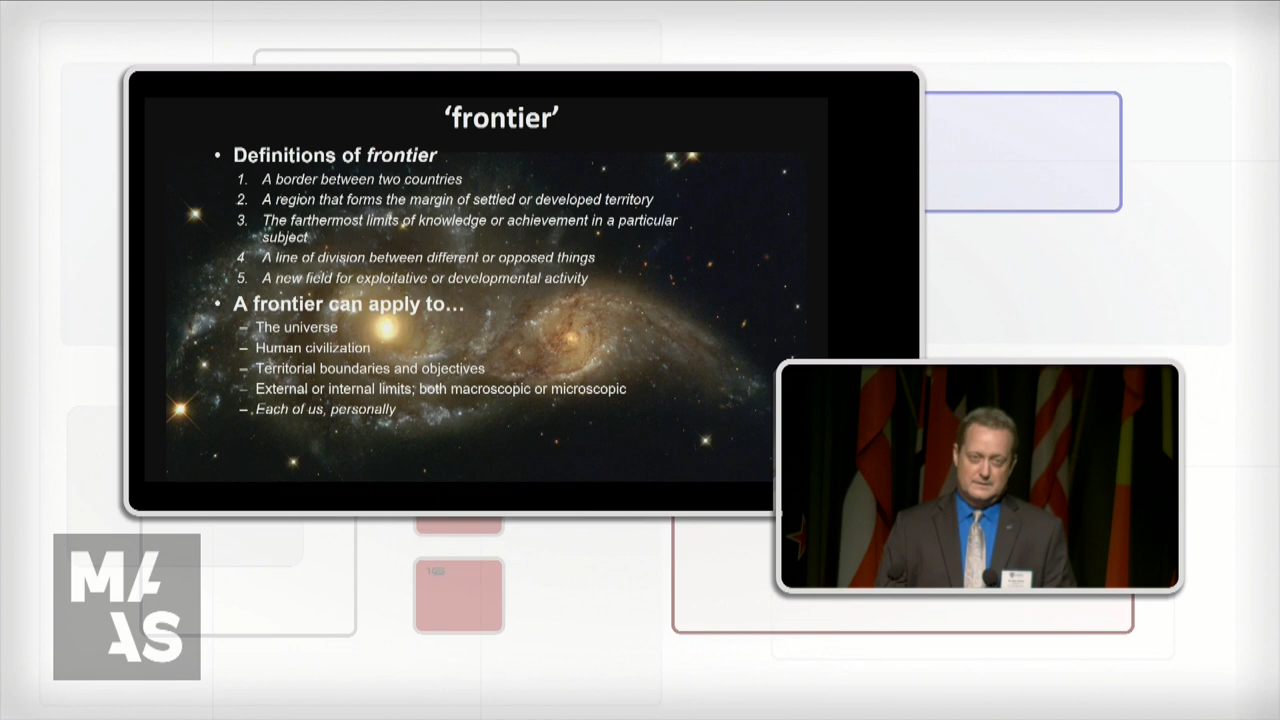 ‘frontier’
• Definitions of frontier
1. A border between two countries
2. A region that forms the margin of settled or developed territory
3. The farthermost limits of knowledge or achievement in a particular
subject
4 A line of division between different or opposed things
5. A new field for exploitative or developmental activity
• A frontier can apply to…
– The universe
– Human civilization
– Territorial boundaries and objectives
– External or internal limits; both macroscopic or microscopic
– Each of us, personally
MA
AS